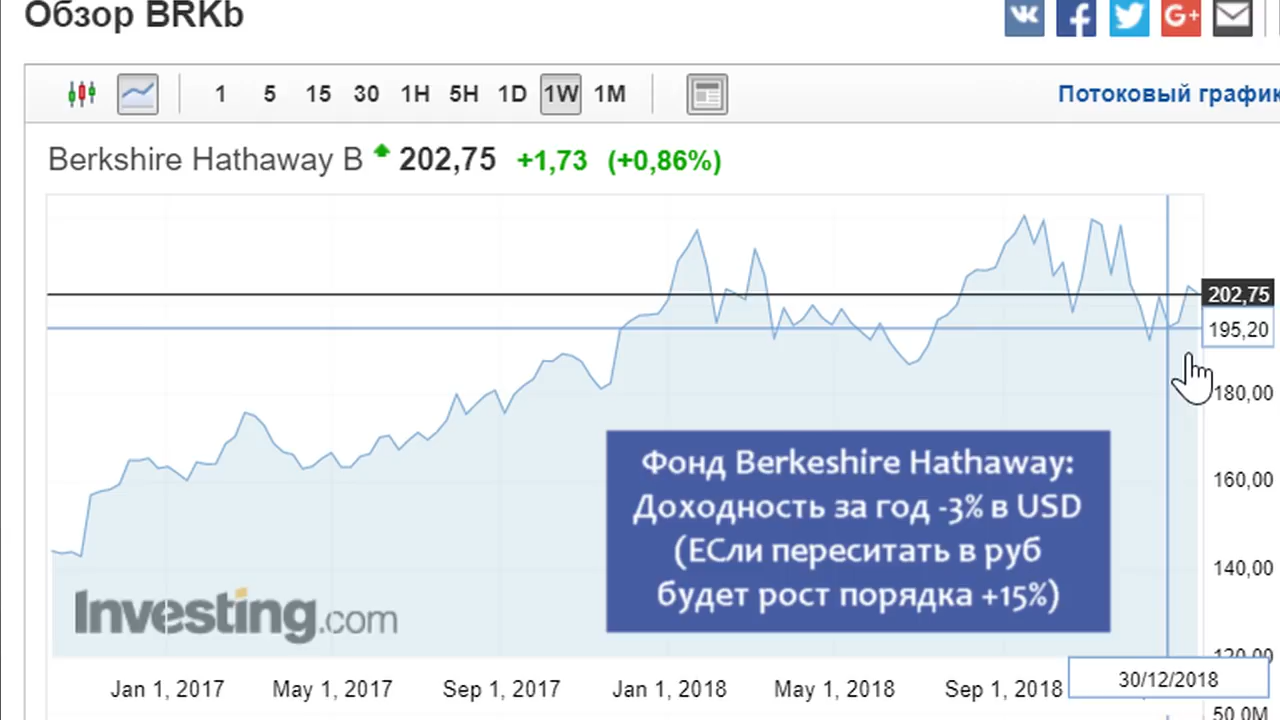 Обзор BRKb
1 5 15 30 1H 5H 1D 1W 1M
Потоковый график
Berkshire Hathaway B 202,75 +1,73 (+0,86%)
202,75
195,20
180,00
160,00
140,00
120,00
Фонд Berkeshire Hathaway:
Доходность за год -3% в USD
(ЕСли переситать в руб
будет рост порядка +15%)
Investing.com
Jan 1, 2017 May 1, 2017 Sep 1, 2017 Jan 1, 2018 May 1, 2018 Sep 1, 2018 30/12/2018
50,0M